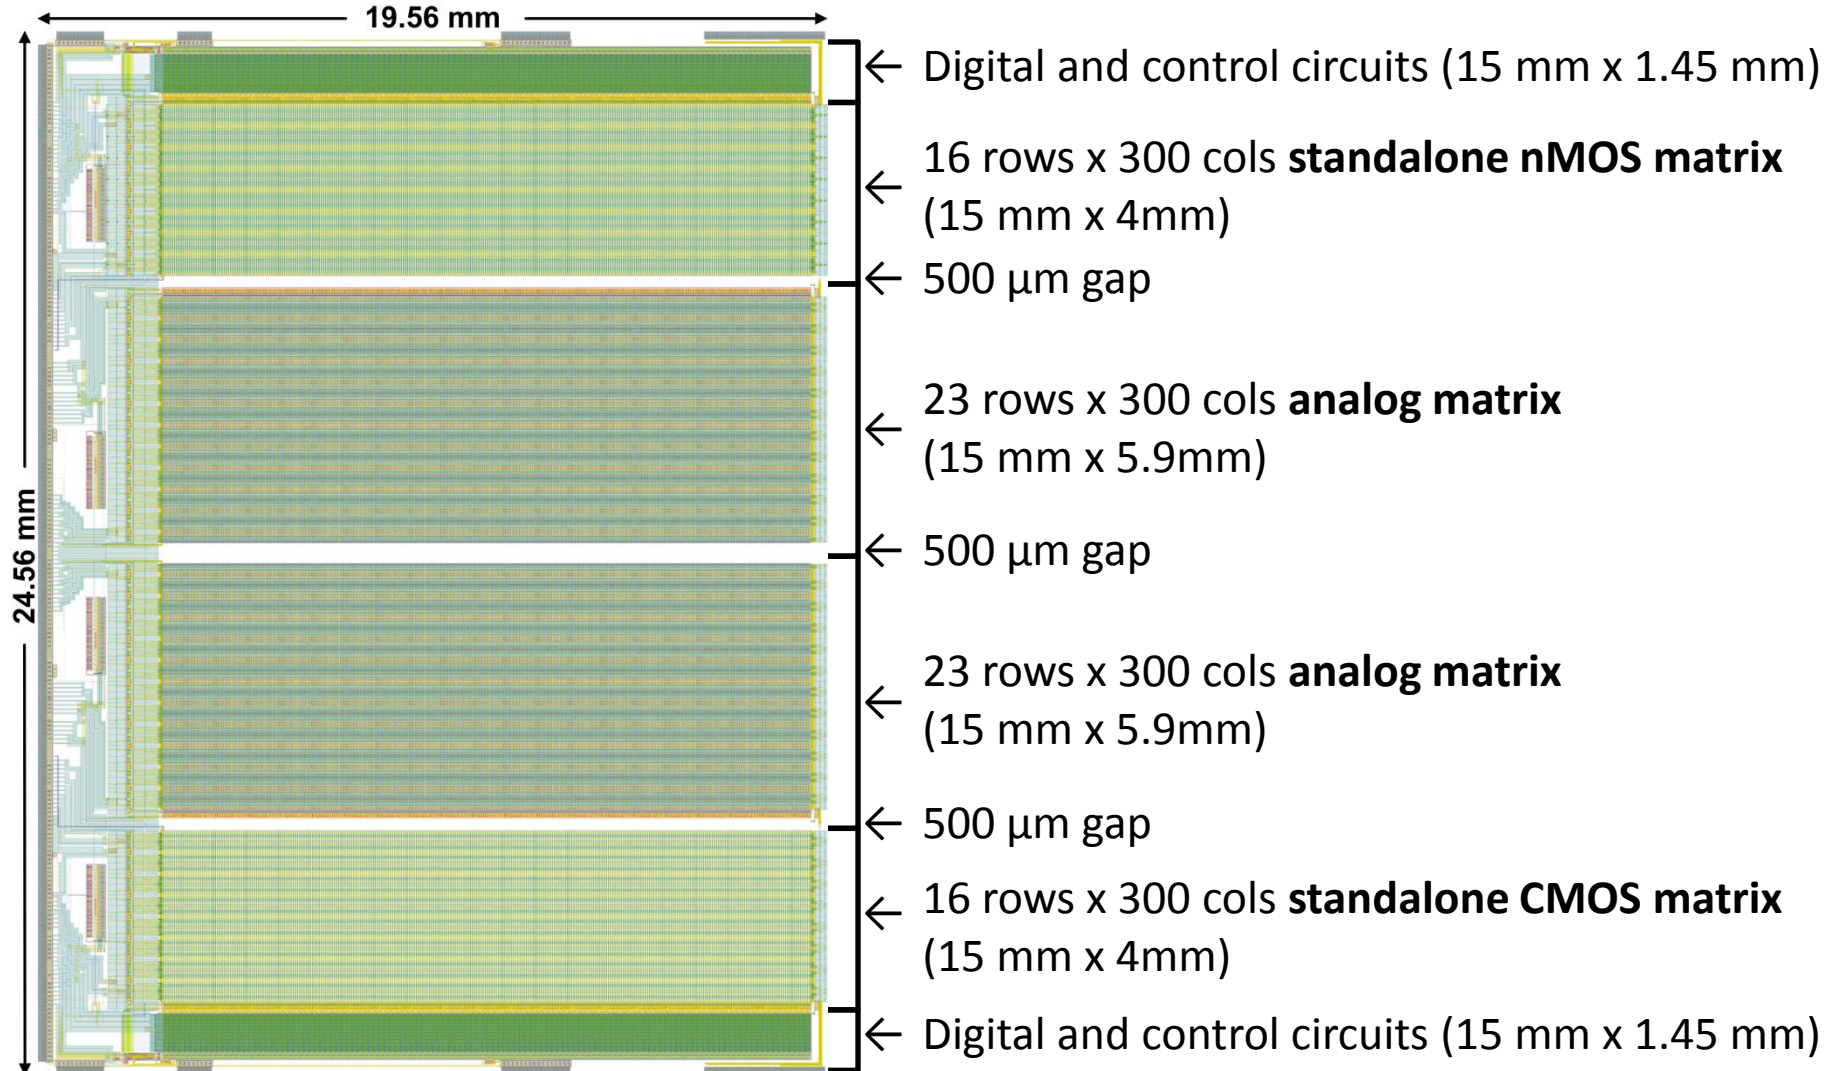 19.56 mm
24.56 mm
← Digital and control circuits (15 mm x 1.45 mm)
16 rows x 300 cols standalone nMOS matrix
(15 mm x 4mm)
← 500 µm gap
23 rows x 300 cols analog matrix
(15 mm x 5.9mm)
← 500 µm gap
23 rows x 300 cols analog matrix
(15 mm x 5.9mm)
← 500 µm gap
16 rows x 300 cols standalone CMOS matrix
(15 mm x 4mm)
← Digital and control circuits (15 mm x 1.45 mm)